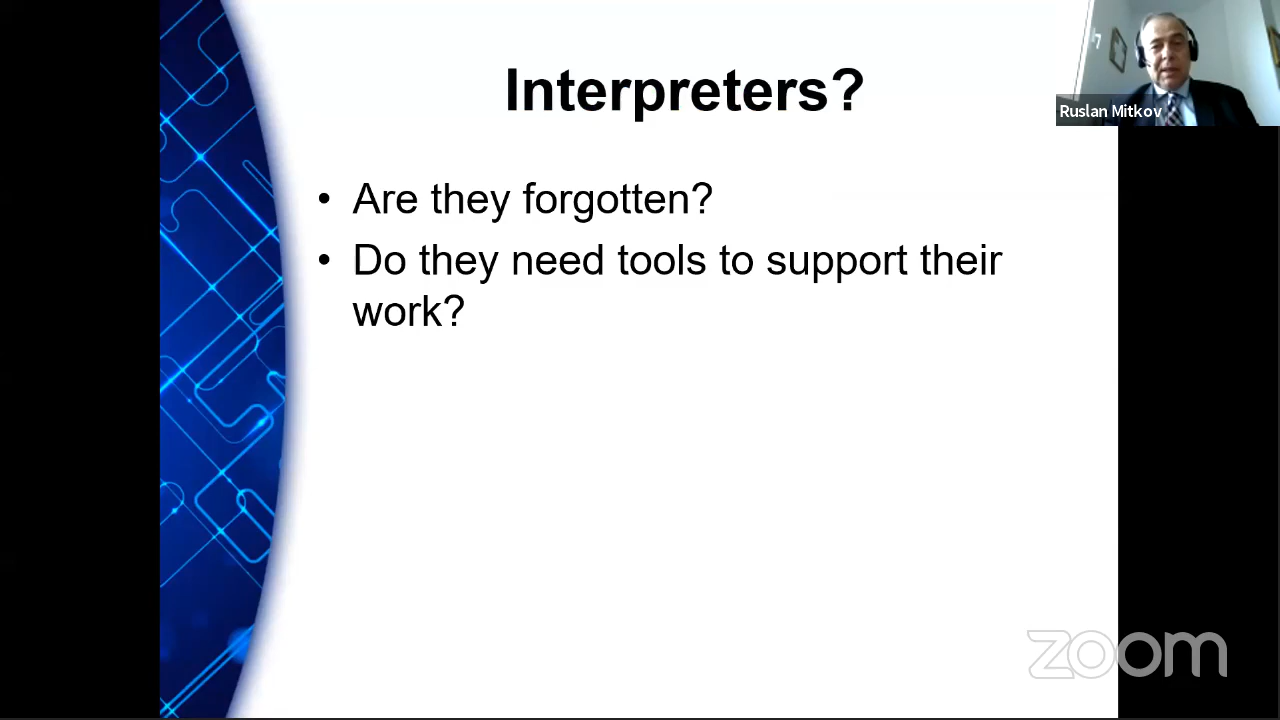 Interpreters?
Ruslan Mitkov
• Are they forgotten?
• Do they need tools to support their
work?
zoom